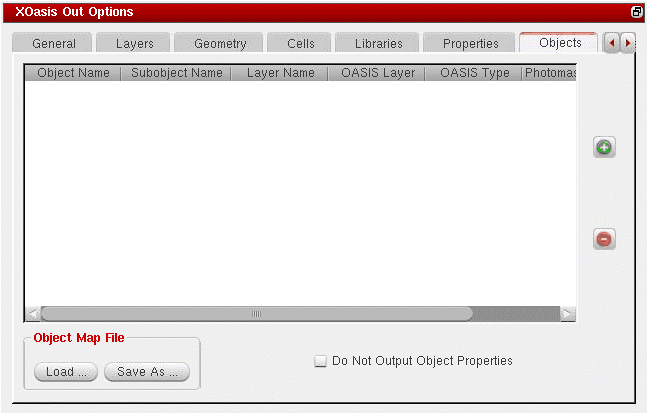 XOasis Out Options
General Layers Geometry Cells Libraries Properties Objects
Object Name Subobject Name Layer Name OASIS Layer OASIS Type Photomas
Object Map File
Load ... Save As ...
Do Not Output Object Properties